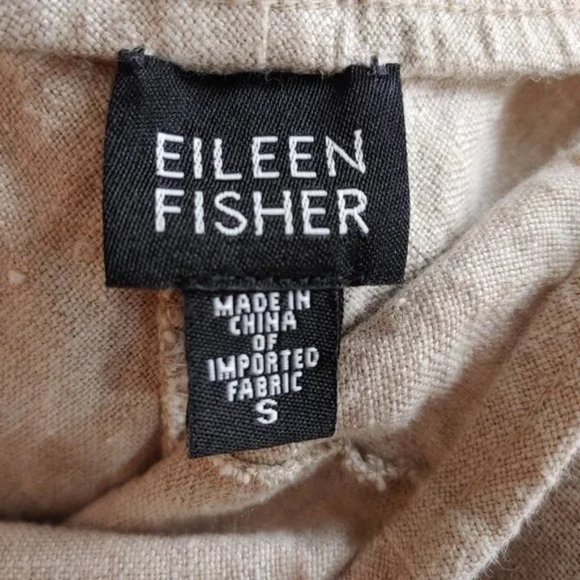 EILEEN
FISHER
MADE IN
CHINA
OF
IMPORTED
FABRIC
S